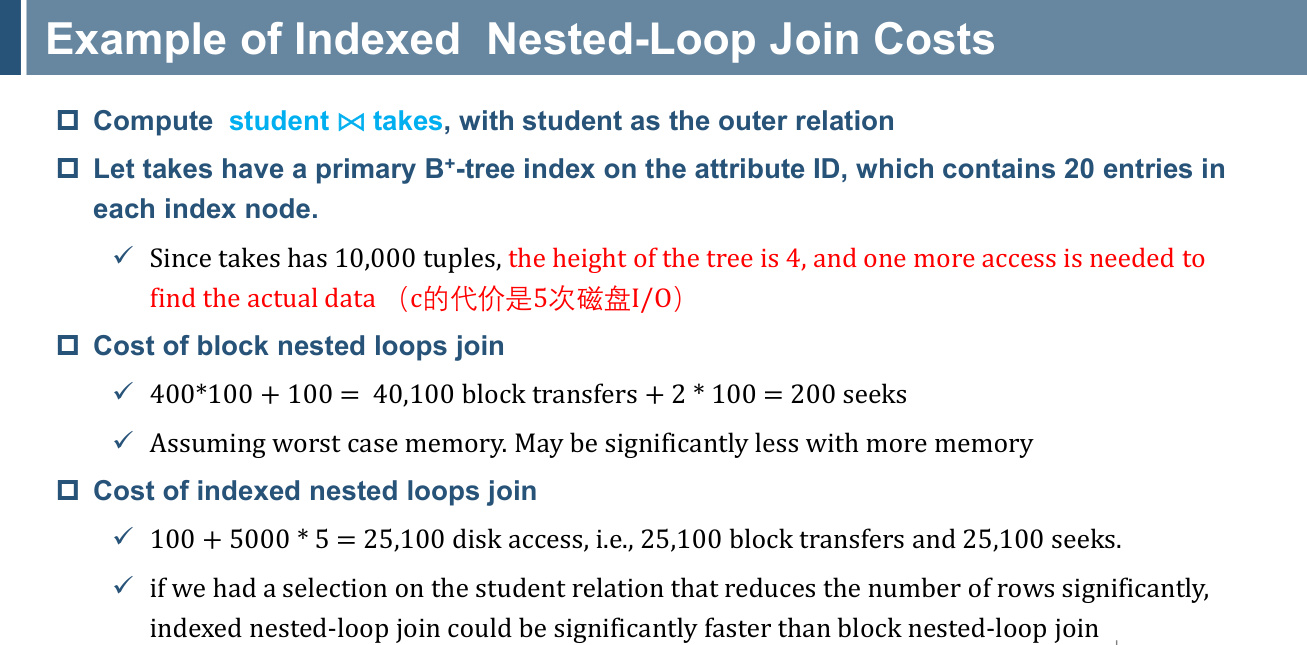 Example of Indexed  Nested-Loop Join Costs
Compute  student ⋈ takes, with student as the outer relation
Let takes have a primary B⁺-tree index on the attribute ID, which contains 20 entries in
each index node.
✓ Since takes has 10,000 tuples, the height of the tree is 4, and one more access is needed to
find the actual data （c的代价是5次磁盘I/O）
Cost of block nested loops join
✓ 400*100 + 100 =  40,100 block transfers + 2 * 100 = 200 seeks
✓ Assuming worst case memory. May be significantly less with more memory
Cost of indexed nested loops join
✓ 100 + 5000 * 5 = 25,100 disk access, i.e., 25,100 block transfers and 25,100 seeks.
✓ if we had a selection on the student relation that reduces the number of rows significantly,
indexed nested-loop join could be significantly faster than block nested-loop join